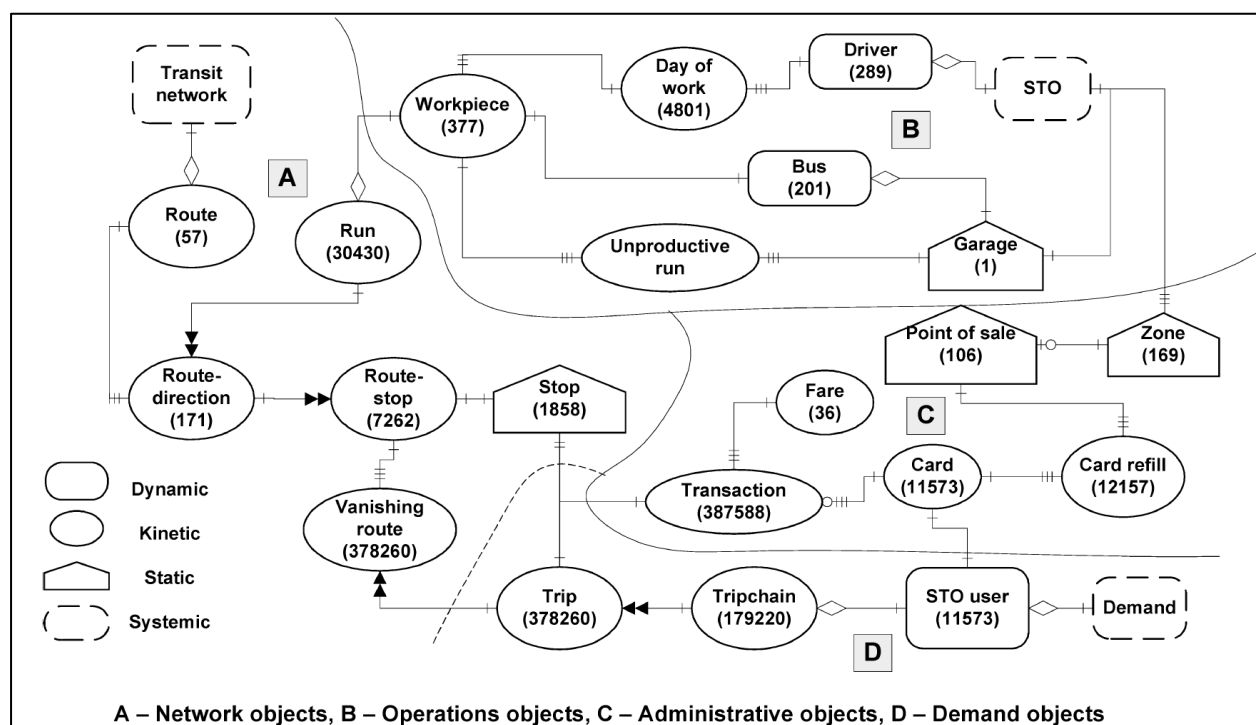 Transit
network
Route
(57)
A
Run
(30430)
Workpiece
(377)
Day of
work
(4801)
Driver
(289)
STO
B
Bus
(201)
Unproductive
run
Garage
(1)
Point of sale
(106)
Zone
(169)
Route-
direction
(171)
Route-
stop
(7262)
Stop
(1858)
Fare
(36)
C
Transaction
(387588)
Card
(11573)
Card refill
(12157)
Vanishing
route
(378260)
Trip
(378260)
Tripchain
(179220)
STO user
(11573)
Demand
D
Dynamic
Kinetic
Static
Systemic
A – Network objects, B – Operations objects, C – Administrative objects, D – Demand objects